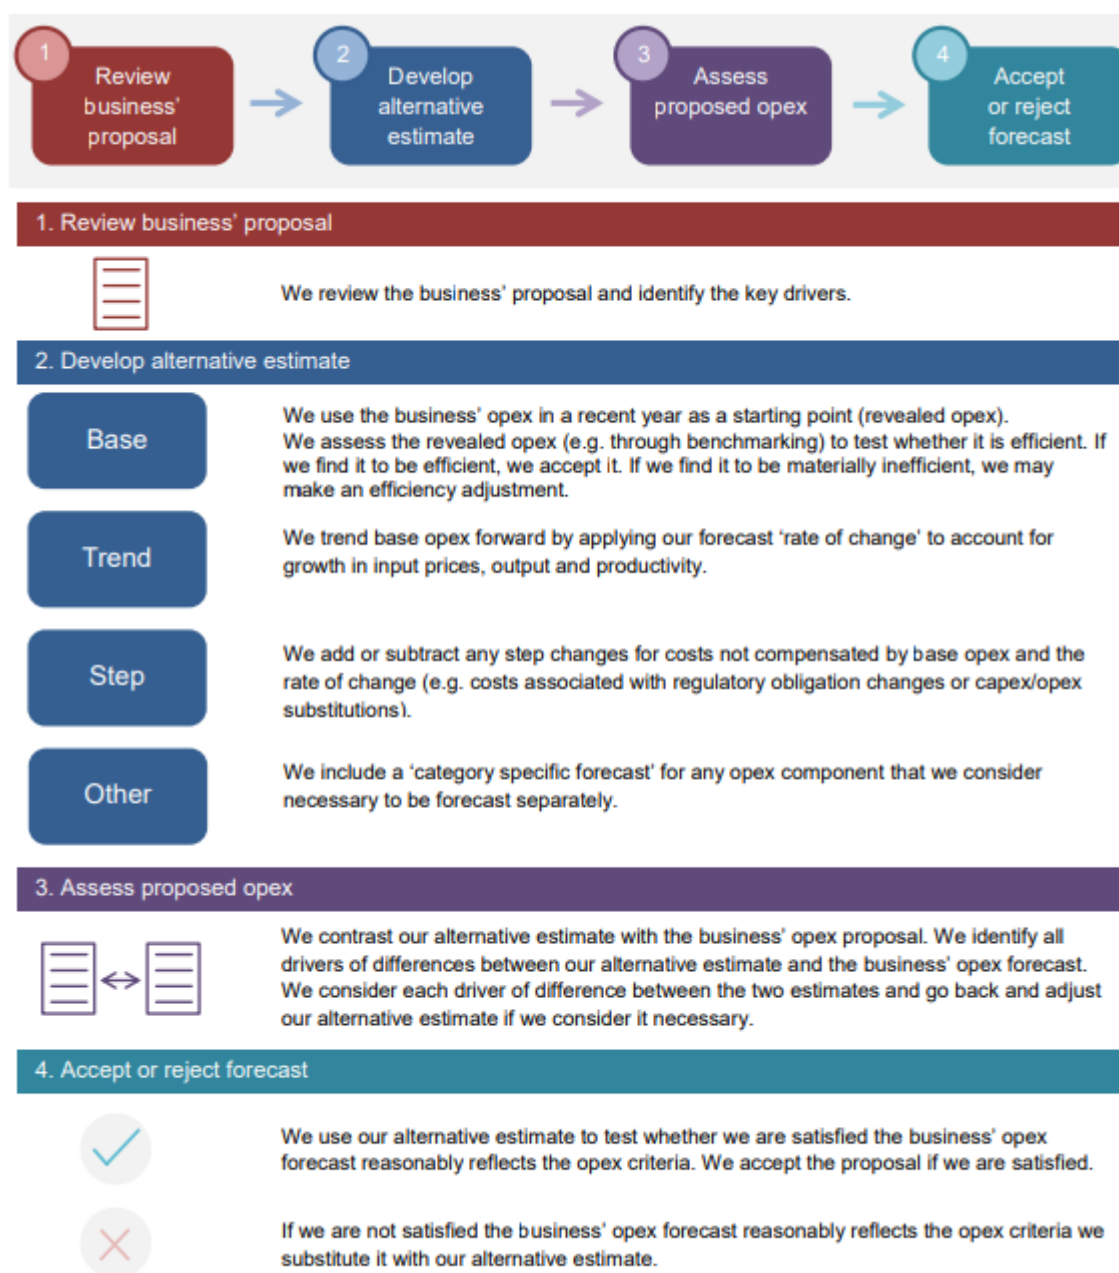 1
Review
business’
proposal
2
Develop
alternative
estimate
3
Assess
proposed opex
4
Accept
or reject
forecast
1. Review business’ proposal
We review the business’ proposal and identify the key drivers.
2. Develop alternative estimate
Base
We use the business’ opex in a recent year as a starting point (revealed opex).
We assess the revealed opex (e.g. through benchmarking) to test whether it is efficient. If
we find it to be efficient, we accept it. If we find it to be materially inefficient, we may
make an efficiency adjustment.
Trend
We trend base opex forward by applying our forecast ‘rate of change’ to account for
growth in input prices, output and productivity.
Step
We add or subtract any step changes for costs not compensated by base opex and the
rate of change (e.g. costs associated with regulatory obligation changes or capex/opex
substitutions).
Other
We include a ‘category specific forecast’ for any opex component that we consider
necessary to be forecast separately.
3. Assess proposed opex
We contrast our alternative estimate with the business’ opex proposal. We identify all
drivers of differences between our alternative estimate and the business’ opex forecast.
We consider each driver of difference between the two estimates and go back and adjust
our alternative estimate if we consider it necessary.
4. Accept or reject forecast
We use our alternative estimate to test whether we are satisfied the business’ opex
forecast reasonably reflects the opex criteria. We accept the proposal if we are satisfied.
If we are not satisfied the business’ opex forecast reasonably reflects the opex criteria we
substitute it with our alternative estimate.